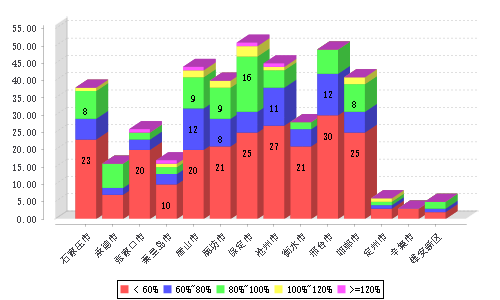 55.00
50.00
45.00
40.00
35.00
30.00
25.00
20.00
15.00
10.00
5.00
0.00
8
23
20
10
9
12
20
9
8
21
16
25
11
27
21
12
30
8
25
石家庄市
承德市
张家口市
秦皇岛市
唐山市
廊坊市
保定市
沧州市
衡水市
邢台市
邯郸市
定州市
辛集市
雄安新区
< 60%
60%~80%
80%~100%
100%~120%
>=120%